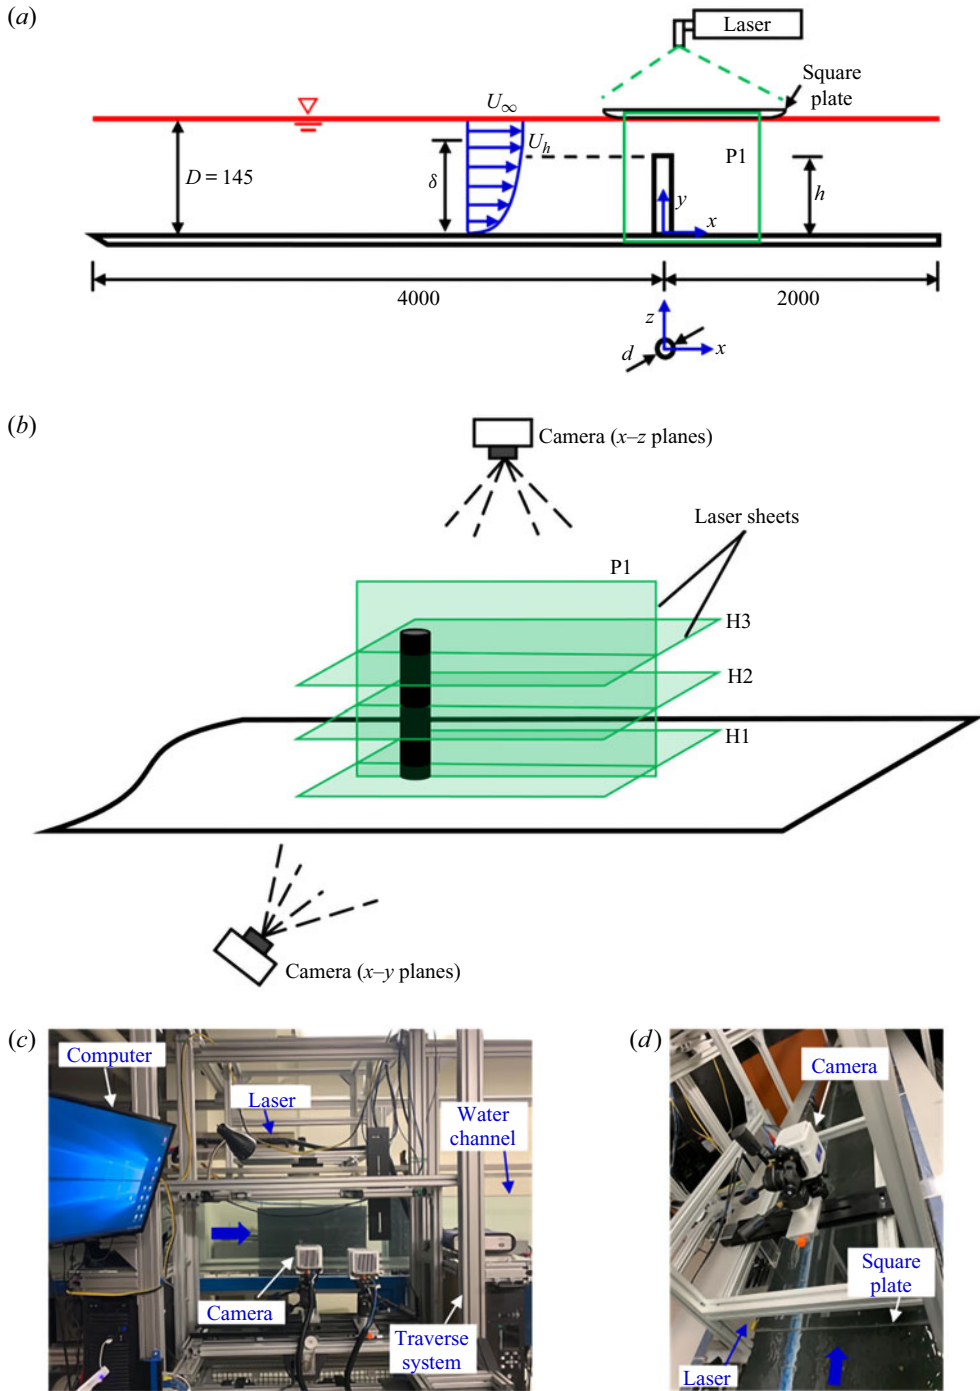 (a)
Laser
Square
plate
U∞
Uh
P1
D = 145
δ
h
y
x
4000
2000
z
d
x
(b)
Camera (x–z planes)
Laser sheets
P1
H3
H2
H1
Camera (x–y planes)
(c)
Computer
Laser
Water
channel
Camera
Traverse
system
(d)
Camera
Square
plate
Laser